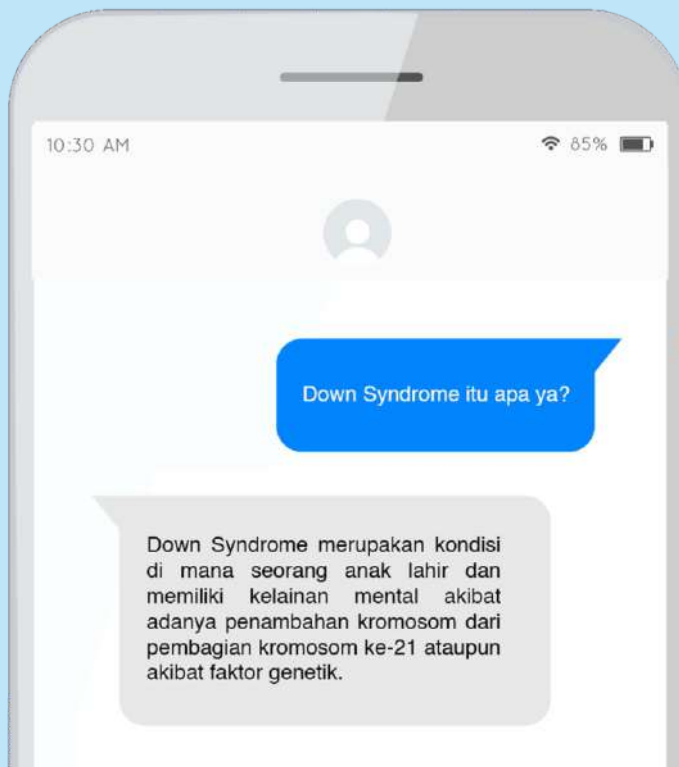 10:30 AM
85%
Down Syndrome itu apa ya?
Down Syndrome merupakan kondisi
di mana seorang anak lahir dan
memiliki kelainan mental akibat
adanya penambahan kromosom dari
pembagian kromosom ke-21 ataupun
akibat faktor genetik.